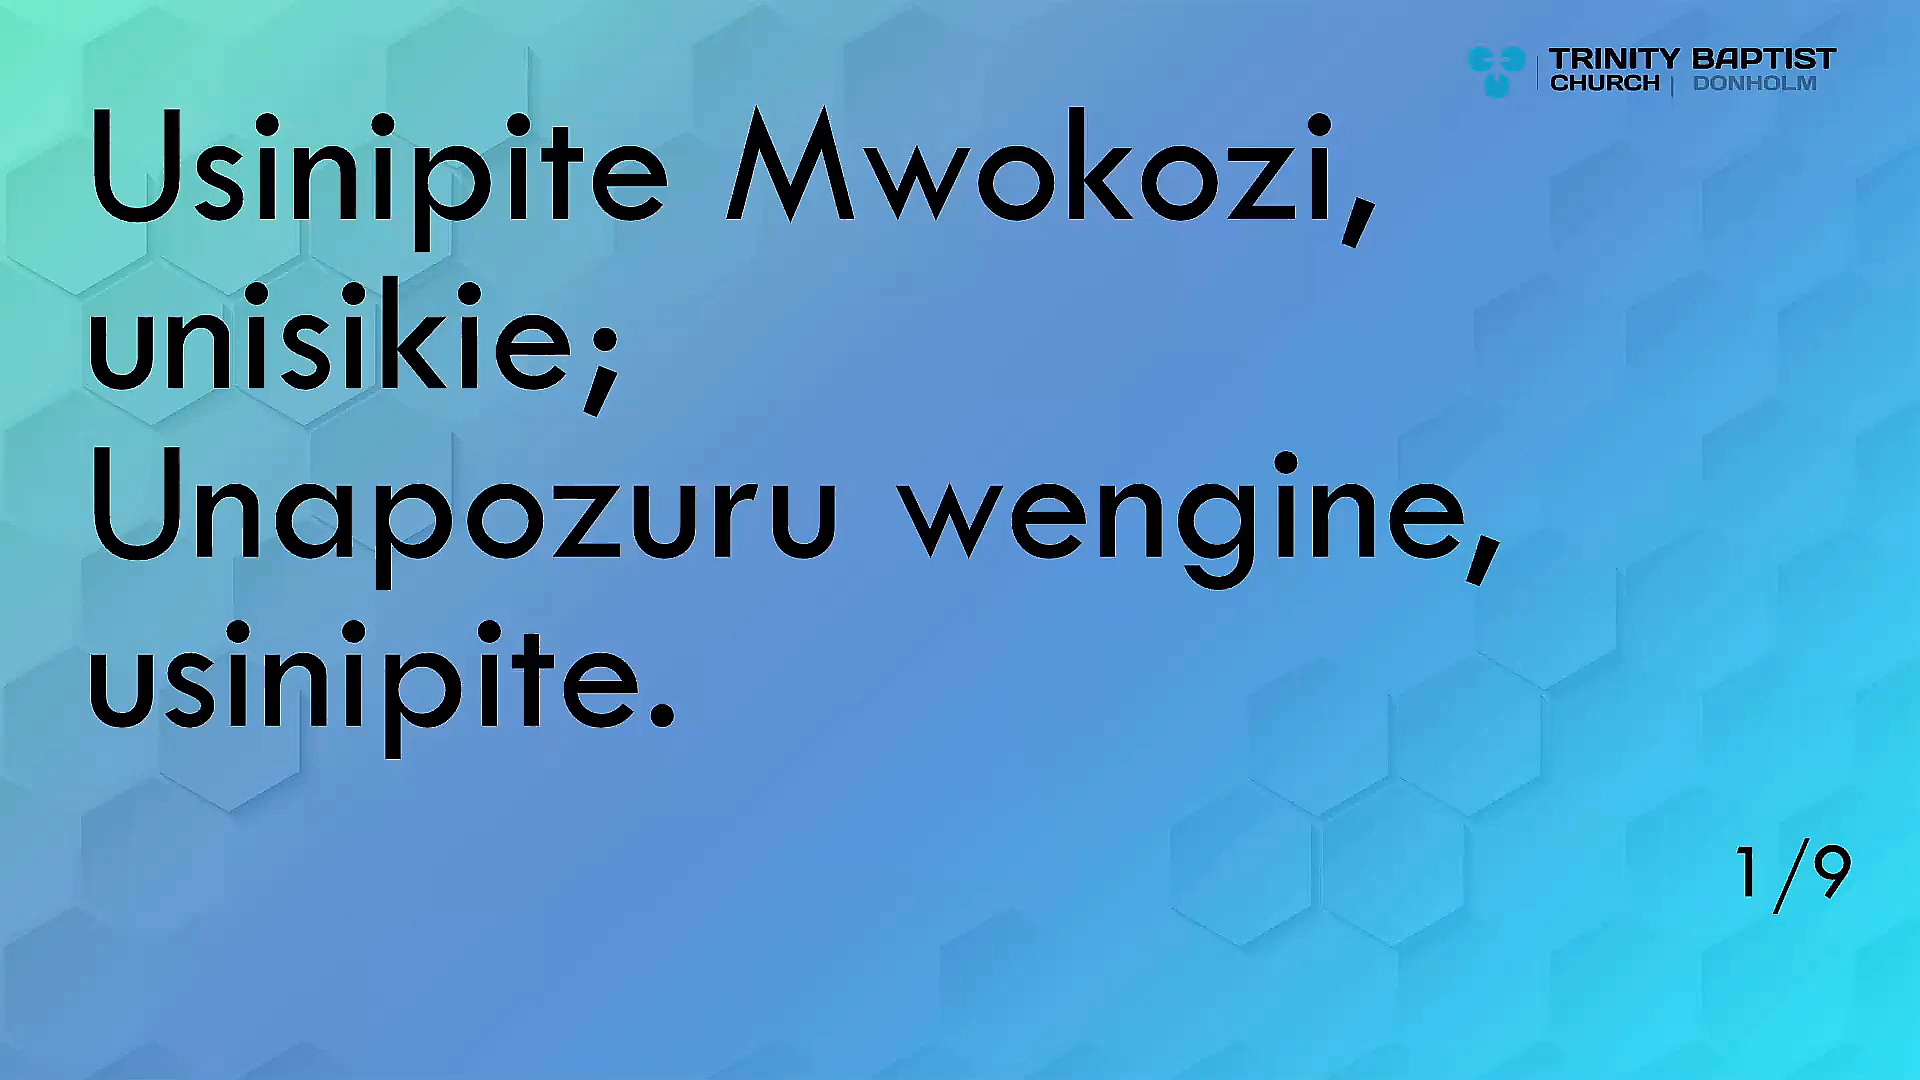 TRINITY BAPTIST
CHURCH | DONHOLM
Usinipite Mwokozi,
unisikie;
Unapozuru wengine,
usinipite.
1/9